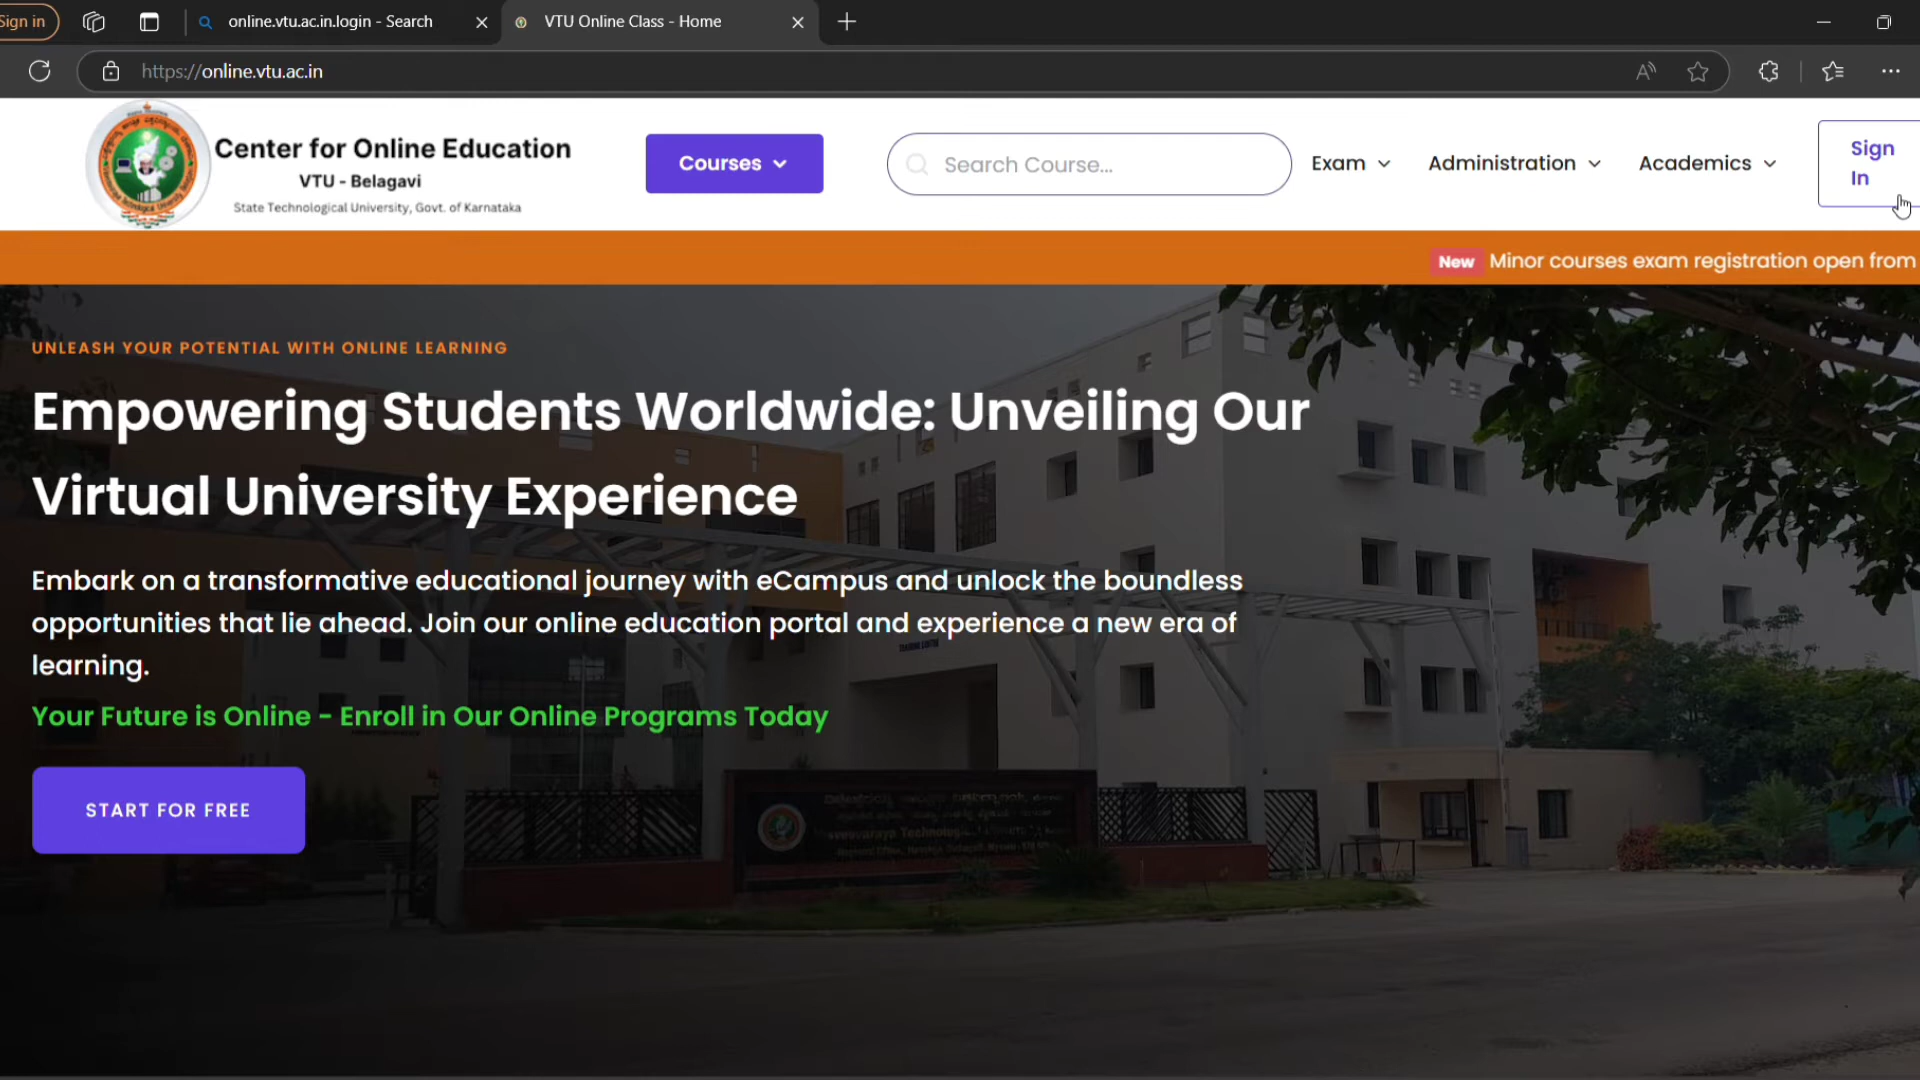 Sign in
online.vtu.ac.in.login - Search
VTU Online Class - Home
https://online.vtu.ac.in
Center for Online Education
VTU - Belagavi
State Technological University, Govt. of Karnataka
Courses
Search Course...
Exam
Administration
Academics
Sign
In
New Minor courses exam registration open from
UNLEASH YOUR POTENTIAL WITH ONLINE LEARNING
Empowering Students Worldwide: Unveiling Our
Virtual University Experience
Embark on a transformative educational journey with eCampus and unlock the boundless
opportunities that lie ahead. Join our online education portal and experience a new era of
learning.
Your Future is Online - Enroll in Our Online Programs Today
START FOR FREE